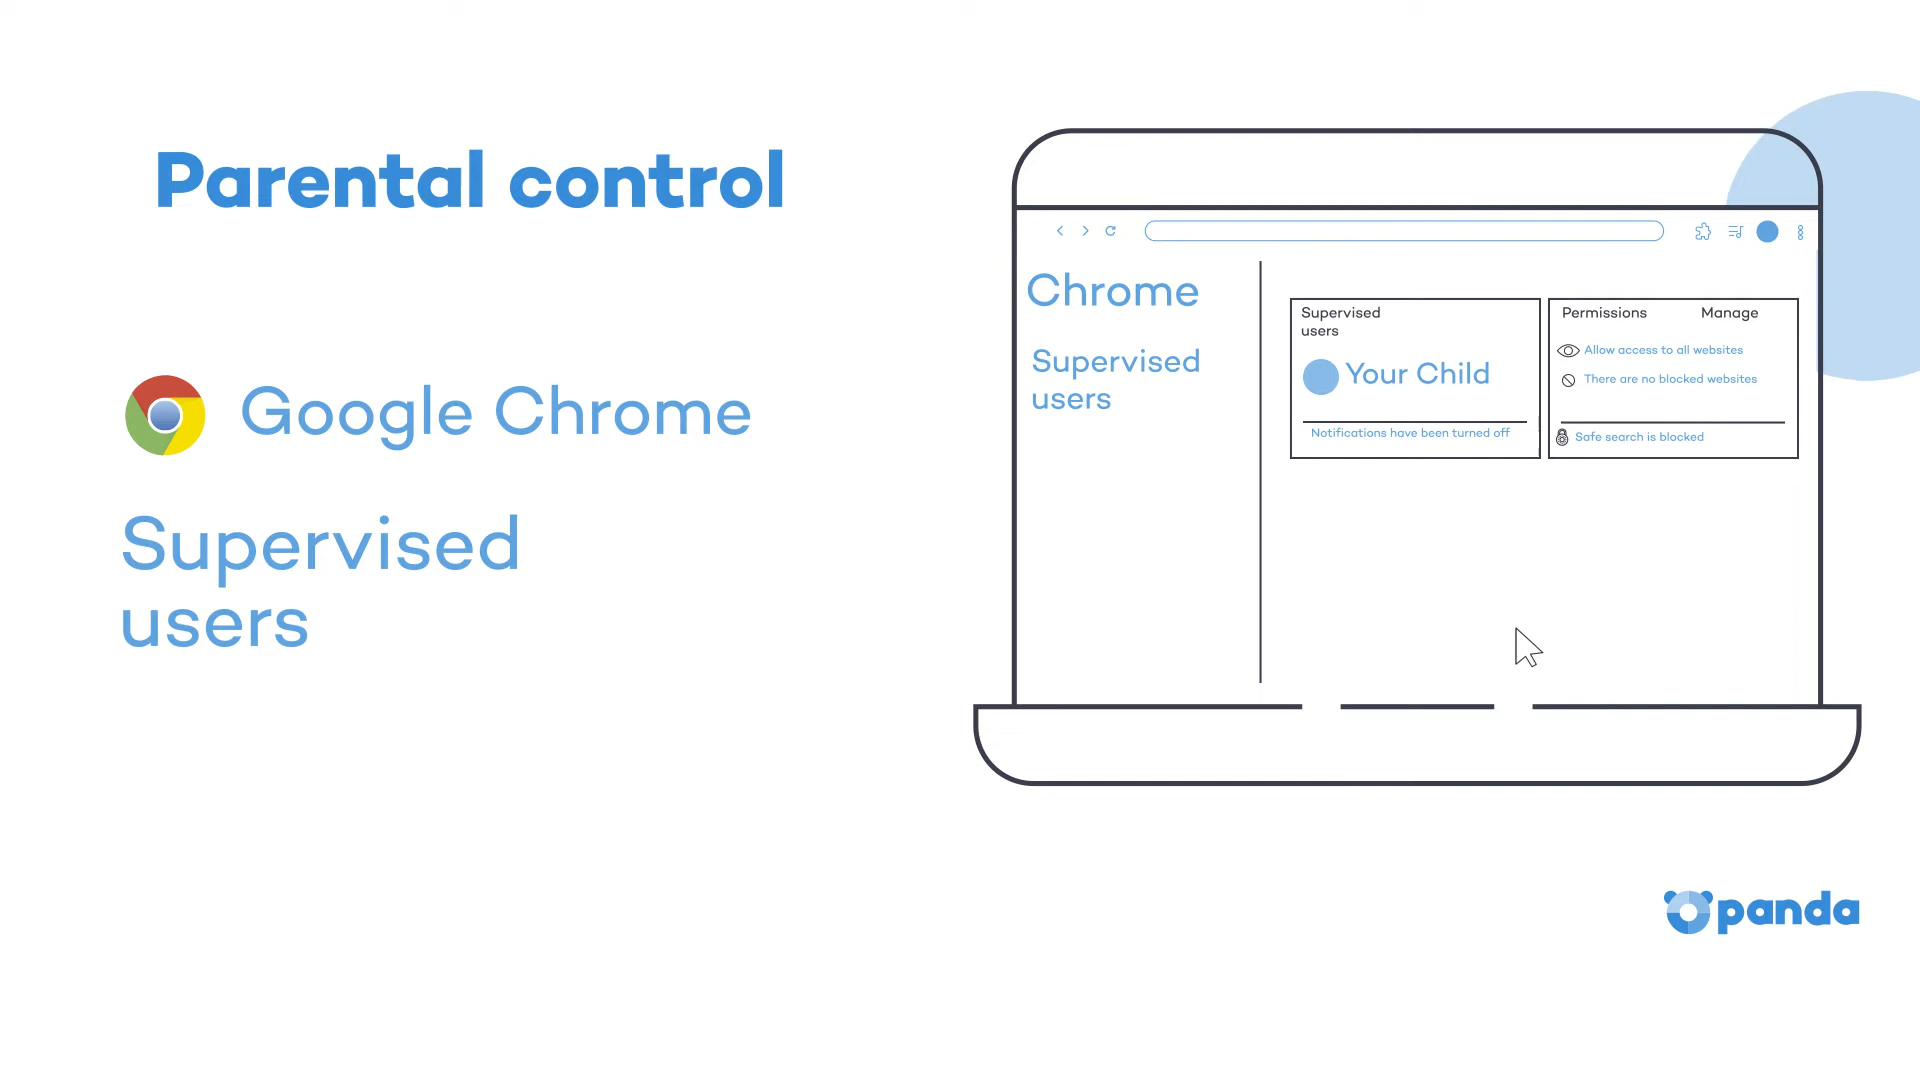 Parental control
Google Chrome
Supervised
users
Chrome
Supervised
users
Supervised
users
Your Child
Notifications have been turned off
Permissions Manage
Allow access to all websites
There are no blocked websites
Safe search is blocked
panda